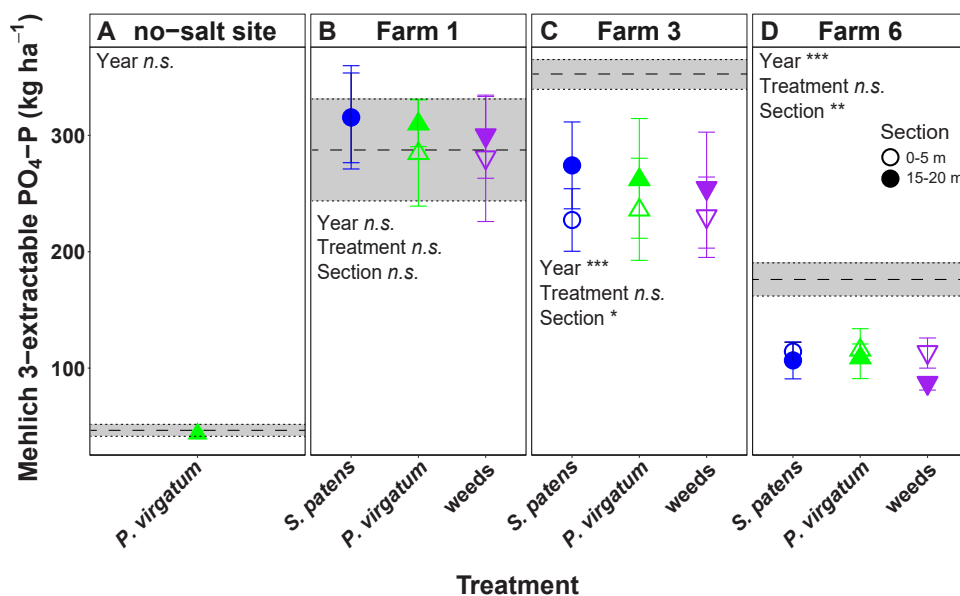 A no−salt site
B Farm 1
C Farm 3
D Farm 6
Mehlich 3−extractable PO4−P (kg ha−1)
300
200
100
Year n.s.
Year n.s.
Treatment n.s.
Section n.s.
Year ***
Treatment n.s.
Section *
Year ***
Treatment n.s.
Section **
Section
0-5 m
15-20 m
P. virgatum
S. patens
P. virgatum
weeds
S. patens
P. virgatum
weeds
S. patens
P. virgatum
weeds
Treatment